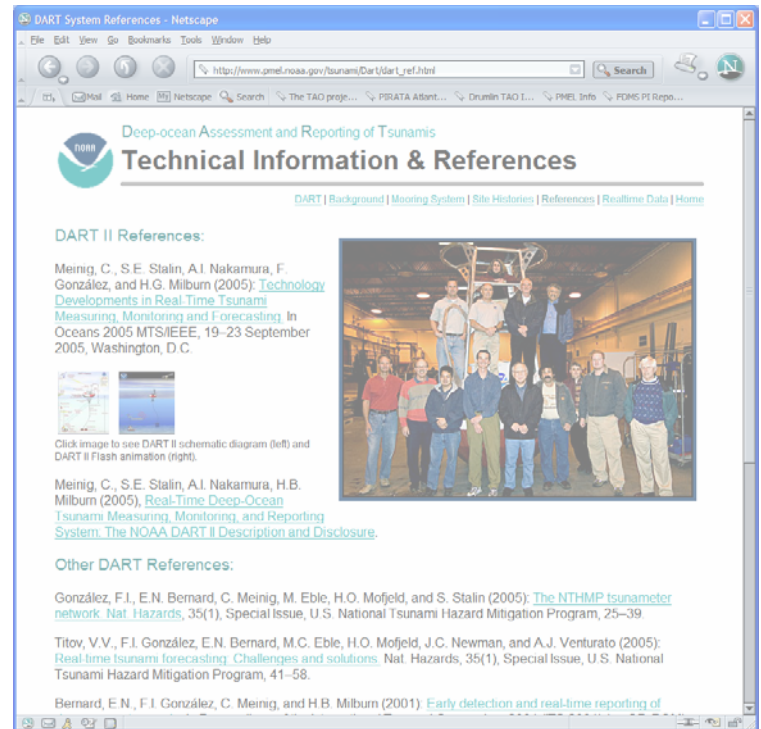 DART System References - Netscape
File Edit View Go Bookmarks Tools Window Help
http://www.pmel.noaa.gov/tsunami/Dart/dart_ref.html
Search
N
Mail Home My Netscape Search The TAO proje... PIRATA Atlant... Drumlin TAO I... PMEL Info FDMS PI Repo...
noaa
Deep-ocean Assessment and Reporting of Tsunamis
Technical Information & References
DART | Background | Mooring System | Site Histories | References | Realtime Data | Home
DART II References:
Meinig, C., S.E. Stalin, A.I. Nakamura, F.
González, and H.G. Milburn (2005): Technology
Developments in Real-Time Tsunami
Measuring, Monitoring and Forecasting. In
Oceans 2005 MTS/IEEE, 19–23 September
2005, Washington, D.C.
Click image to see DART II schematic diagram (left) and
DART II Flash animation (right).
Meinig, C., S.E. Stalin, A.I. Nakamura, H.B.
Milburn (2005), Real-Time Deep-Ocean
Tsunami Measuring, Monitoring, and Reporting
System: The NOAA DART II Description and Disclosure.
Other DART References:
González, F.I., E.N. Bernard, C. Meinig, M. Eble, H.O. Mofjeld, and S. Stalin (2005): The NTHMP tsunameter
network. Nat. Hazards, 35(1), Special Issue, U.S. National Tsunami Hazard Mitigation Program, 25–39.
Titov, V.V., F.I. González, E.N. Bernard, M.C. Eble, H.O. Mofjeld, J.C. Newman, and A.J. Venturato (2005):
Real-time tsunami forecasting: Challenges and solutions. Nat. Hazards, 35(1), Special Issue, U.S. National
Tsunami Hazard Mitigation Program, 41–58.
Bernard, E.N., F.I. González, C. Meinig, and H.B. Milburn (2001): Early detection and real-time reporting of